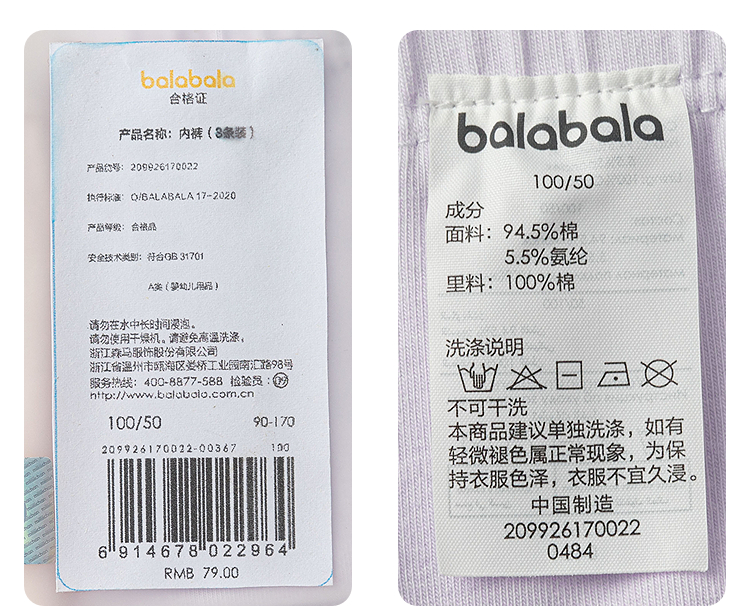 balabala
合格证
产品名称：内裤（3条装）
产品货号：209926170022
执行标准：Q/BALABALA 17-2020
产品等级：合格品
安全技术类别：符合GB 31701
A类（婴幼儿用品）
请勿在水中长时间浸泡。
请勿使用干燥机。请避免高温洗涤。
浙江森马服饰股份有限公司
浙江省温州市瓯海区娄桥工业园南汇路98号
服务热线：400-8877-588 检验员：09
http://www.balabala.com.cn
100/50 90-170
209926170022-00367 100
6 914678 022964
RMB 79.00
balabala
100/50
成分
面料：94.5%棉
5.5%氨纶
里料：100%棉
洗涤说明
不可干洗
本商品建议单独洗涤，如有
轻微褪色属正常现象，为保
持衣服色泽，衣服不宜久浸。
中国制造
209926170022
0484